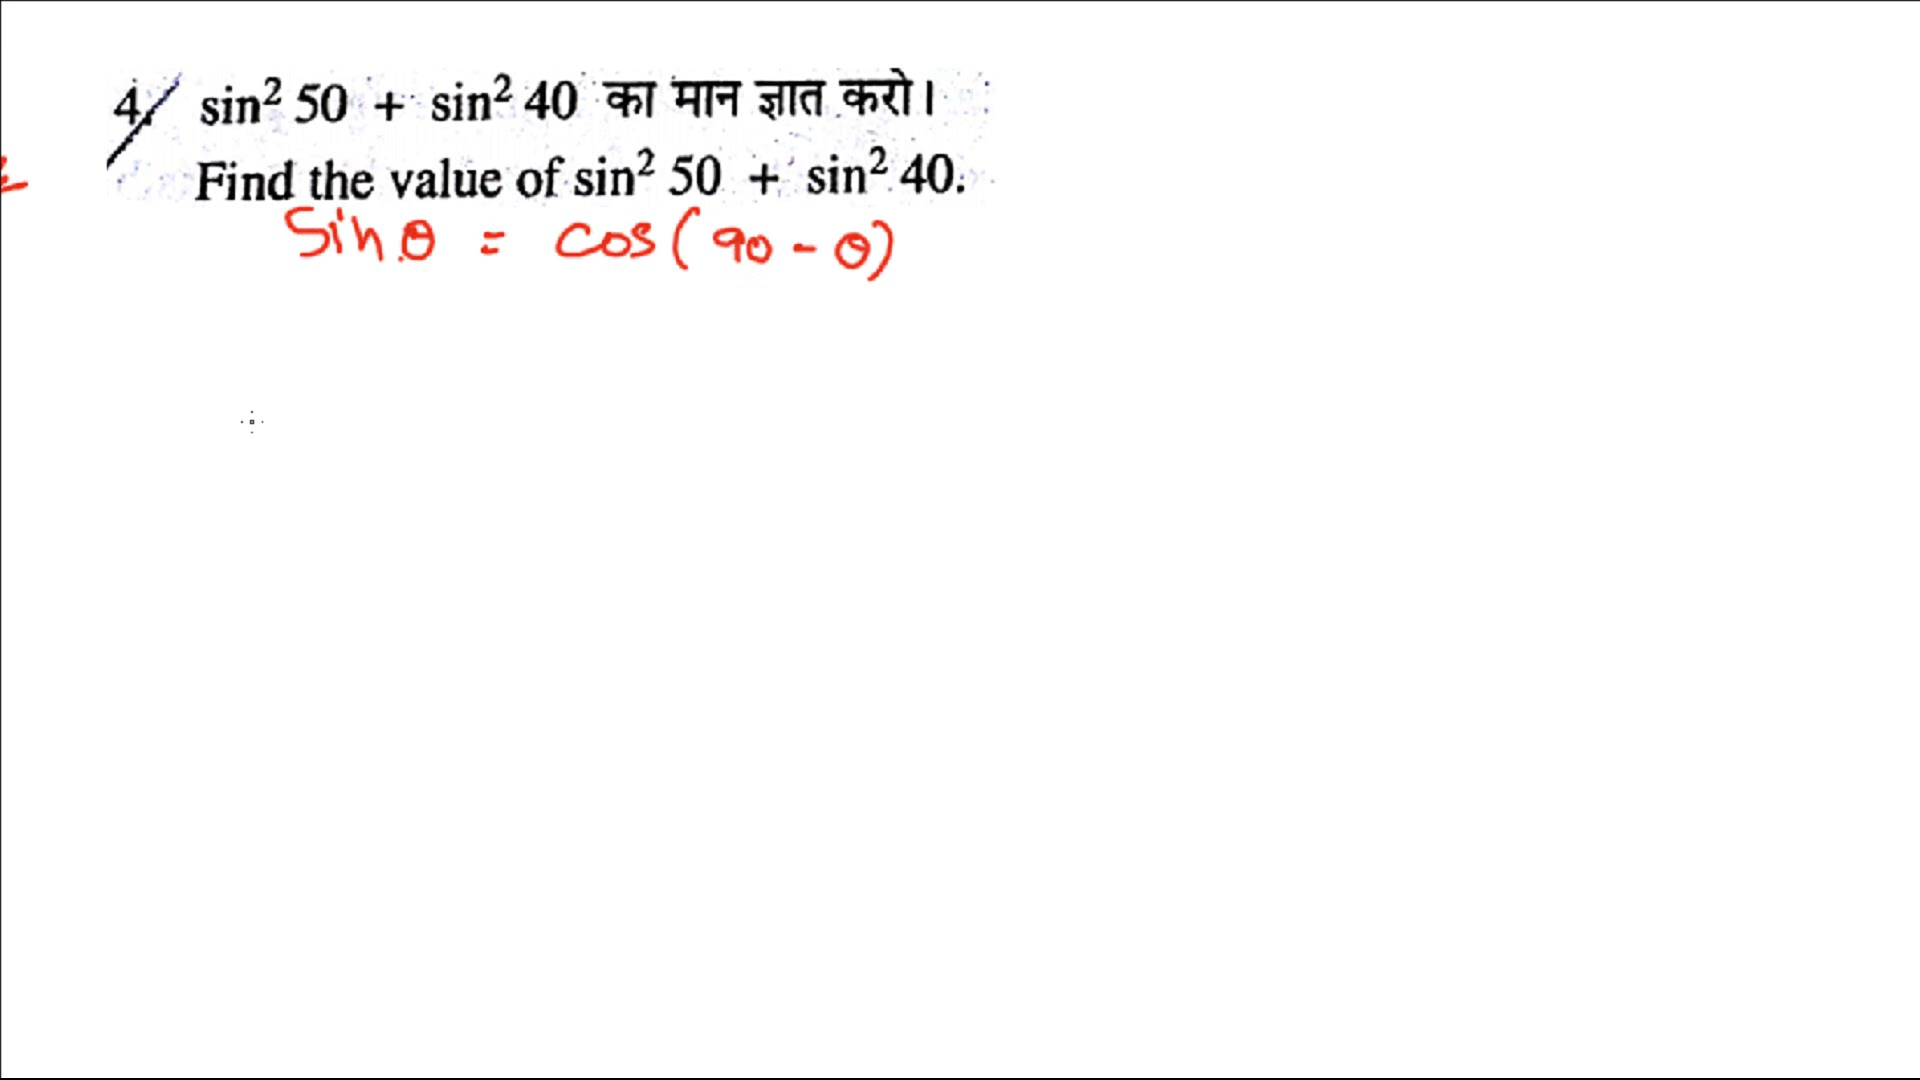 4. sin² 50 + sin² 40 का मान ज्ञात करो।
Find the value of sin² 50 + sin² 40.
Sin θ = cos(90 - θ)